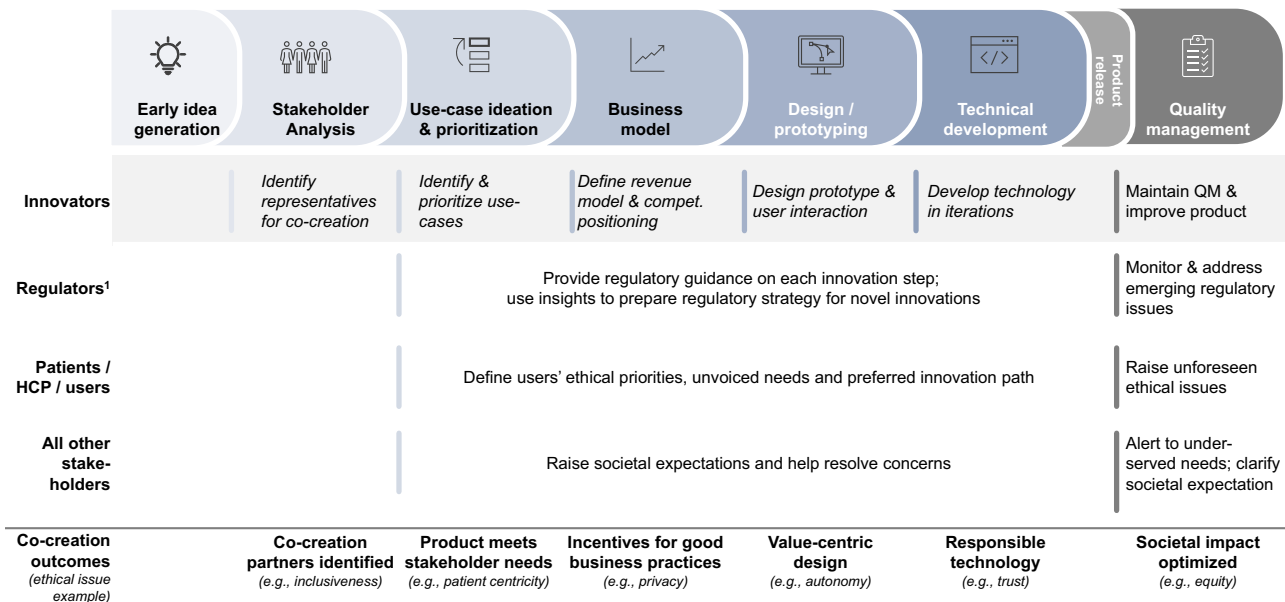 Early idea
generation
Stakeholder
Analysis
Use-case ideation
& prioritization
Business
model
Design /
prototyping
Technical
development
Product
release
Quality
management
Innovators
Identify
representatives
for co-creation
Identify &
prioritize use-
cases
Define revenue
model & compet.
positioning
Design prototype &
user interaction
Develop technology
in iterations
Maintain QM &
improve product
Regulators¹
Provide regulatory guidance on each innovation step;
use insights to prepare regulatory strategy for novel innovations
Monitor & address
emerging regulatory
issues
Patients /
HCP / users
Define users' ethical priorities, unvoiced needs and preferred innovation path
Raise unforeseen
ethical issues
All other
stake-
holders
Raise societal expectations and help resolve concerns
Alert to under-
served needs; clarify
societal expectation
Co-creation
outcomes
(ethical issue
example)
Co-creation
partners identified
(e.g., inclusiveness)
Product meets
stakeholder needs
(e.g., patient centricity)
Incentives for good
business practices
(e.g., privacy)
Value-centric
design
(e.g., autonomy)
Responsible
technology
(e.g., trust)
Societal impact
optimized
(e.g., equity)